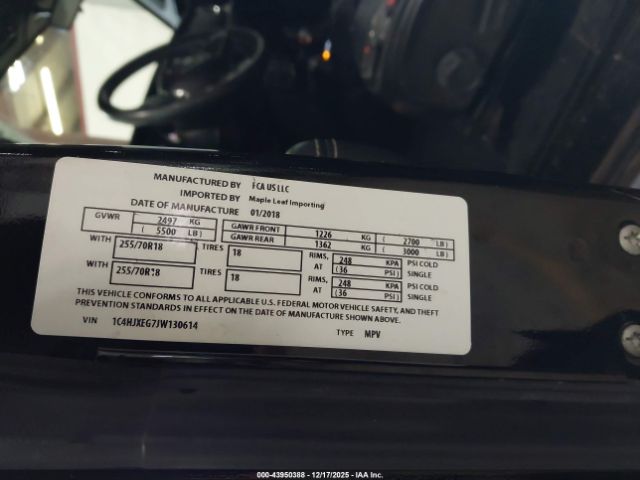 MANUFACTURED BY FCA US LLC
IMPORTED BY Maple Leaf Importing
DATE OF MANUFACTURE 01/2018
GVWR 2497 KG GAWR FRONT 1226 KG ( 2700 LB )
( 5500 LB ) GAWR REAR 1362 KG ( 3000 LB )
WITH 255/70R18 TIRES 18 RIMS, AT 248 KPA ( 36 PSI ) PSI COLD SINGLE
WITH 255/70R18 TIRES 18 RIMS, AT 248 KPA ( 36 PSI ) PSI COLD SINGLE
THIS VEHICLE CONFORMS TO ALL APPLICABLE U.S. FEDERAL MOTOR VEHICLE SAFETY, AND THEFT
PREVENTION STANDARDS IN EFFECT ON THE DATE OF MANUFACTURE SHOWN ABOVE.
VIN 1C4HJXEG7JW130614 TYPE MPV
000-43950388 - 12/17/2025 - IAA Inc.